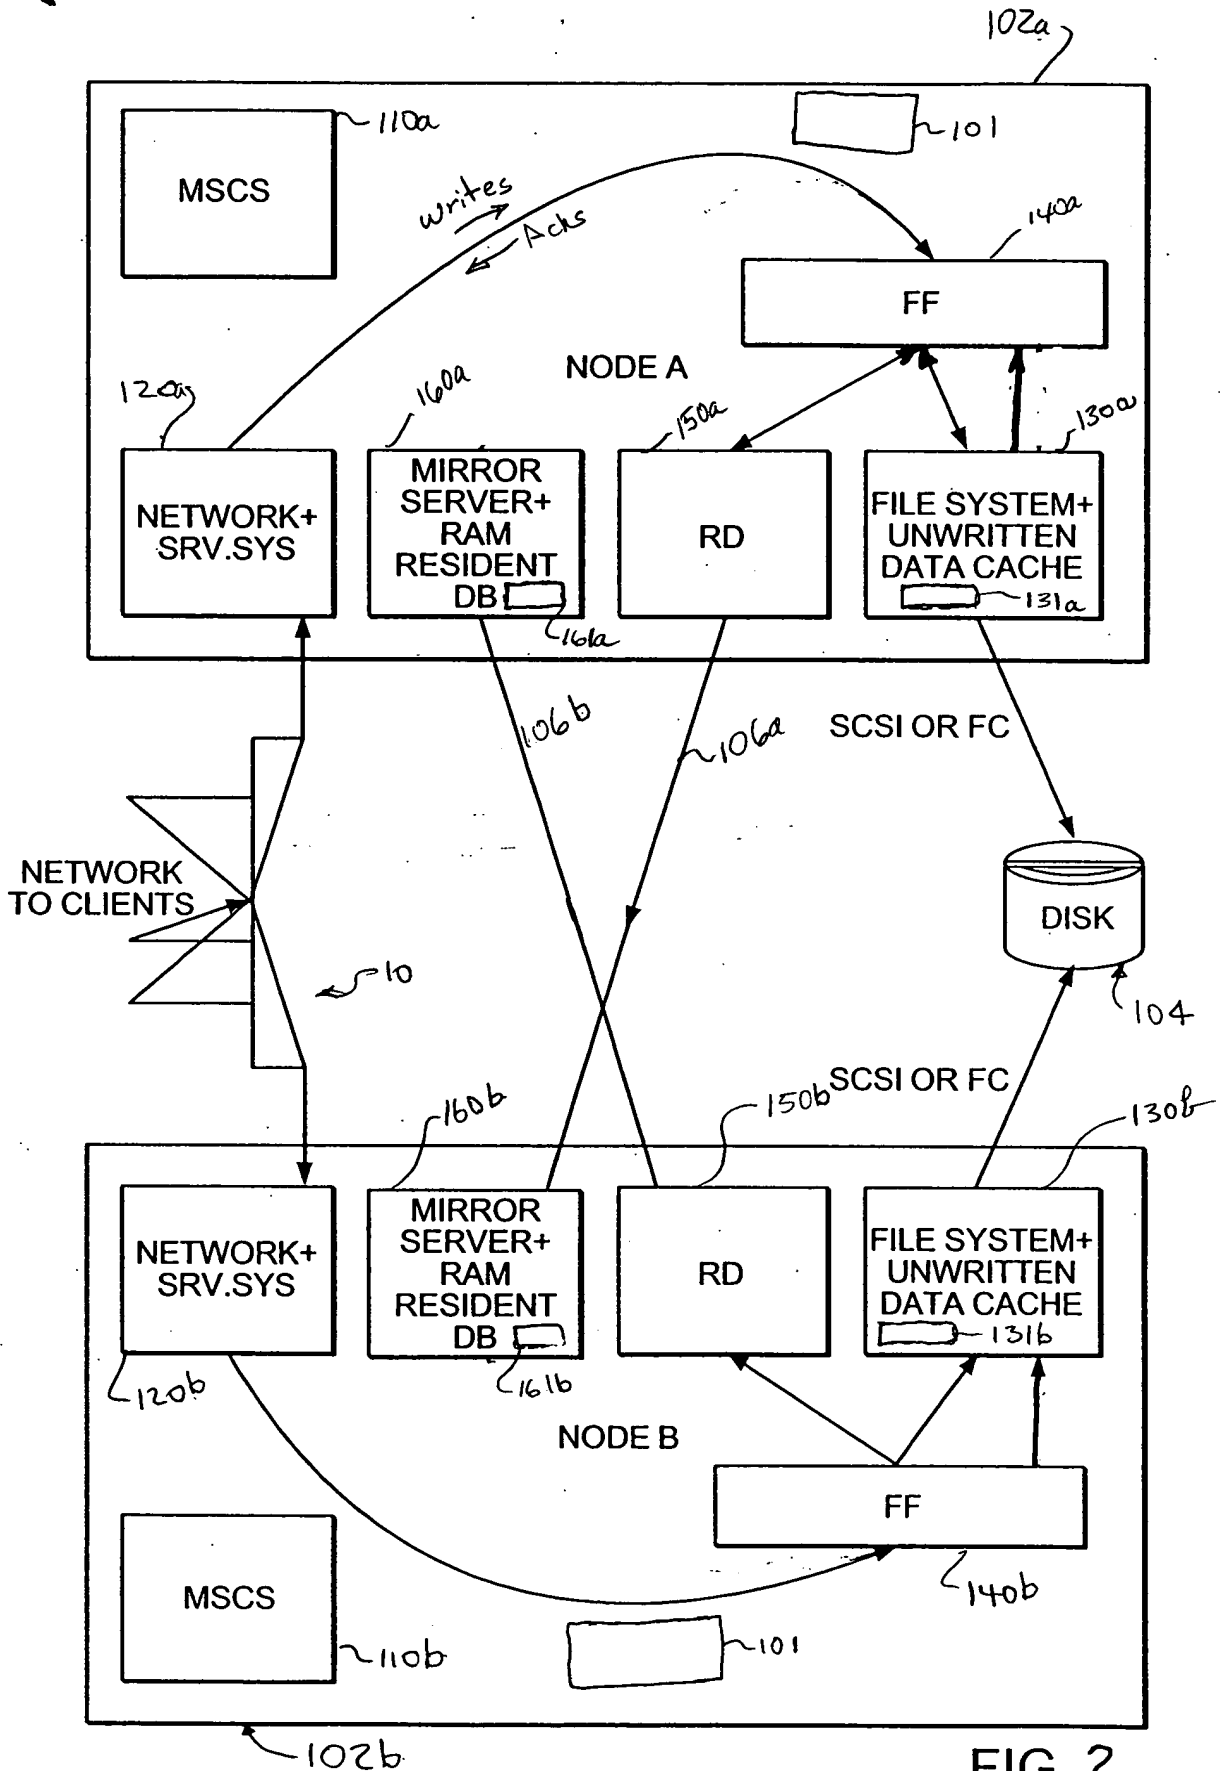 102a
110a
101
MSCS
writes
Acks
140a
FF
NODE A
120a
160a
150a
130a
NETWORK+
SRV.SYS
MIRROR
SERVER+
RAM
RESIDENT
DB
161a
RD
FILE SYSTEM+
UNWRITTEN
DATA CACHE
131a
106b
106a
SCSI OR FC
NETWORK
TO CLIENTS
DISK
10
104
SCSI OR FC
160b
150b
130b
NETWORK+
SRV.SYS
MIRROR
SERVER+
RAM
RESIDENT
DB
161b
RD
FILE SYSTEM+
UNWRITTEN
DATA CACHE
131b
120b
NODE B
FF
140b
MSCS
110b
101
102b
FIG. 2